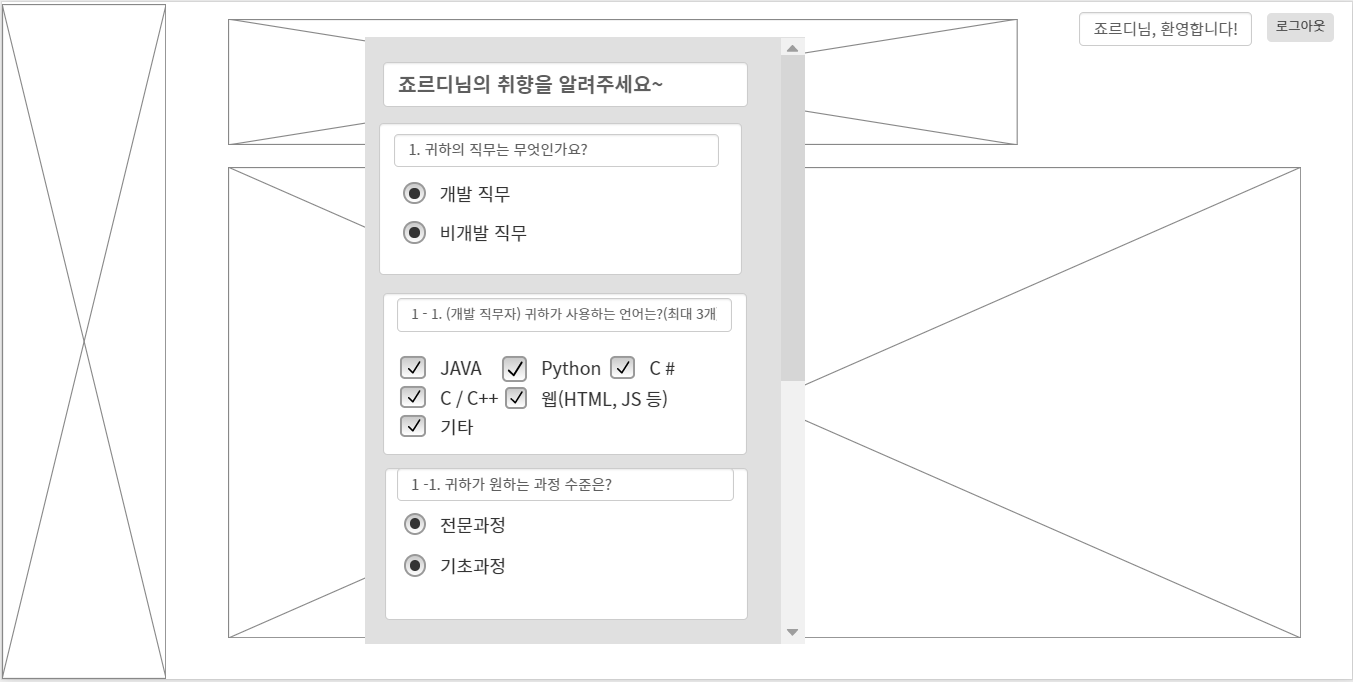 죠르디님, 환영합니다!
로그아웃
죠르디님의 취향을 알려주세요~
1. 귀하의 직무는 무엇인가요?
개발 직무
비개발 직무
1 - 1. (개발 직무자) 귀하가 사용하는 언어는?(최대 3개
JAVA Python C #
C / C++ 웹(HTML, JS 등)
기타
1 -1. 귀하가 원하는 과정 수준은?
전문과정
기초과정